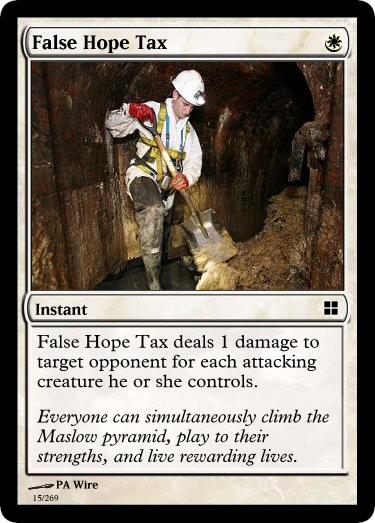 False Hope Tax
Instant
False Hope Tax deals 1 damage to
target opponent for each attacking
creature he or she controls.
Everyone can simultaneously climb the
Maslow pyramid, play to their
strengths, and live rewarding lives.
PA Wire
15/269